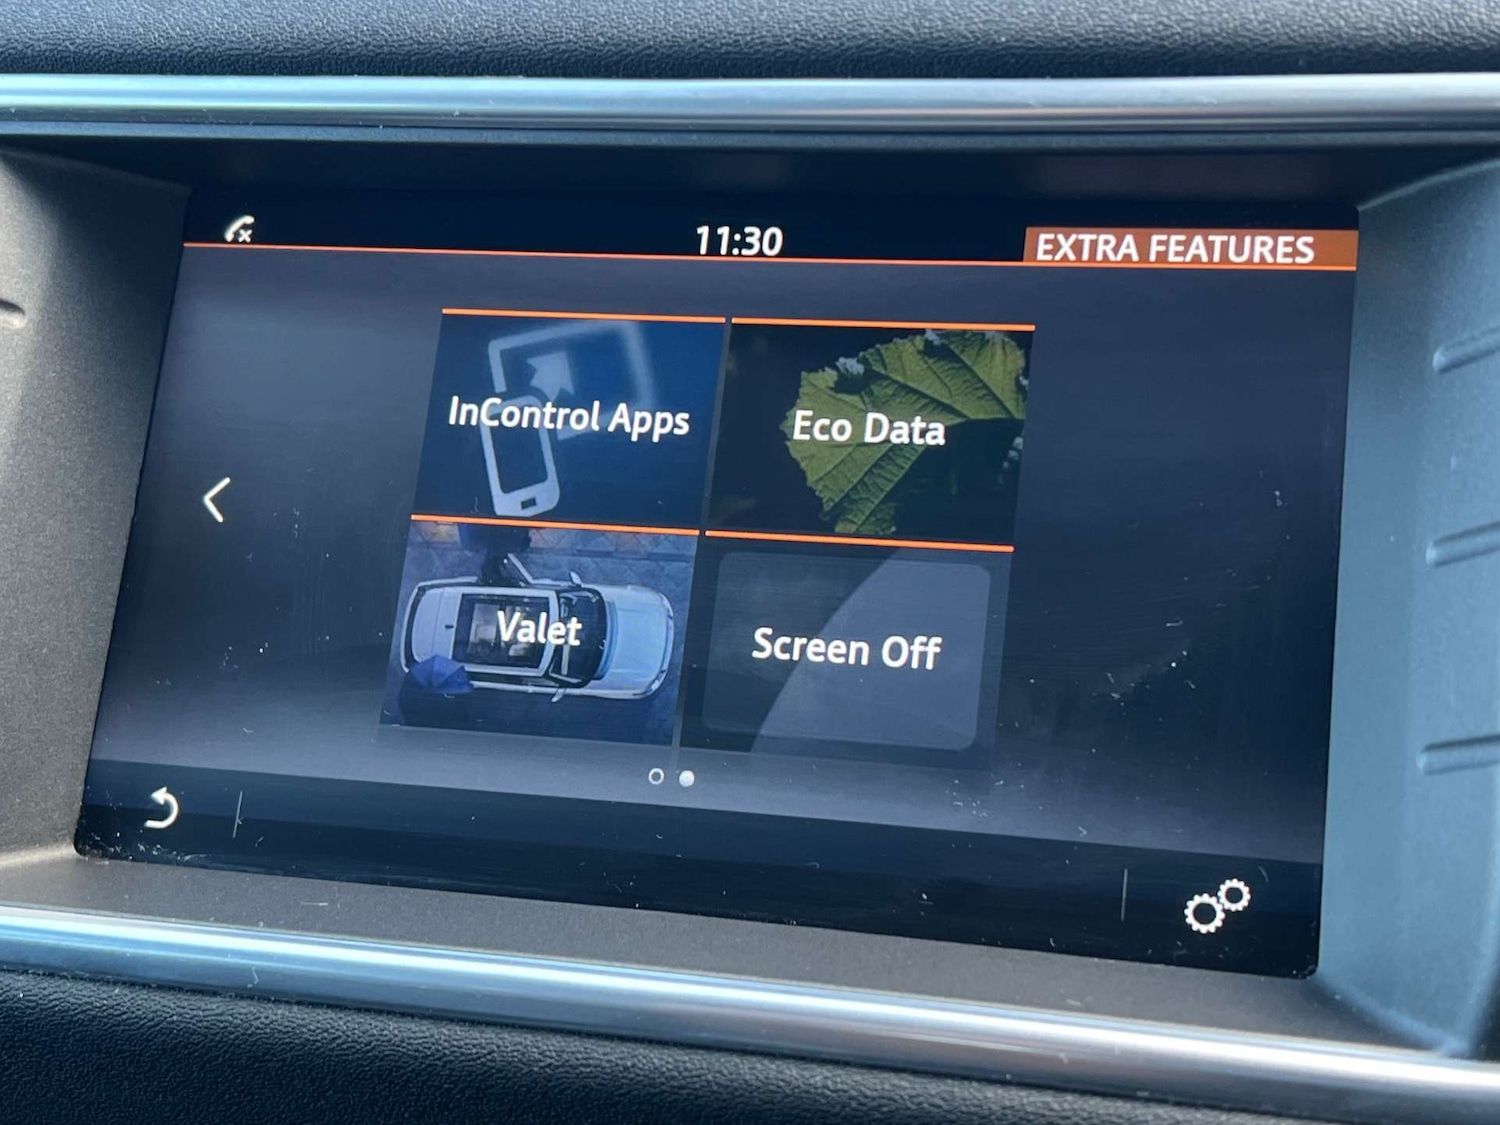 11:30
EXTRA FEATURES
InControl Apps
Eco Data
Valet
Screen Off